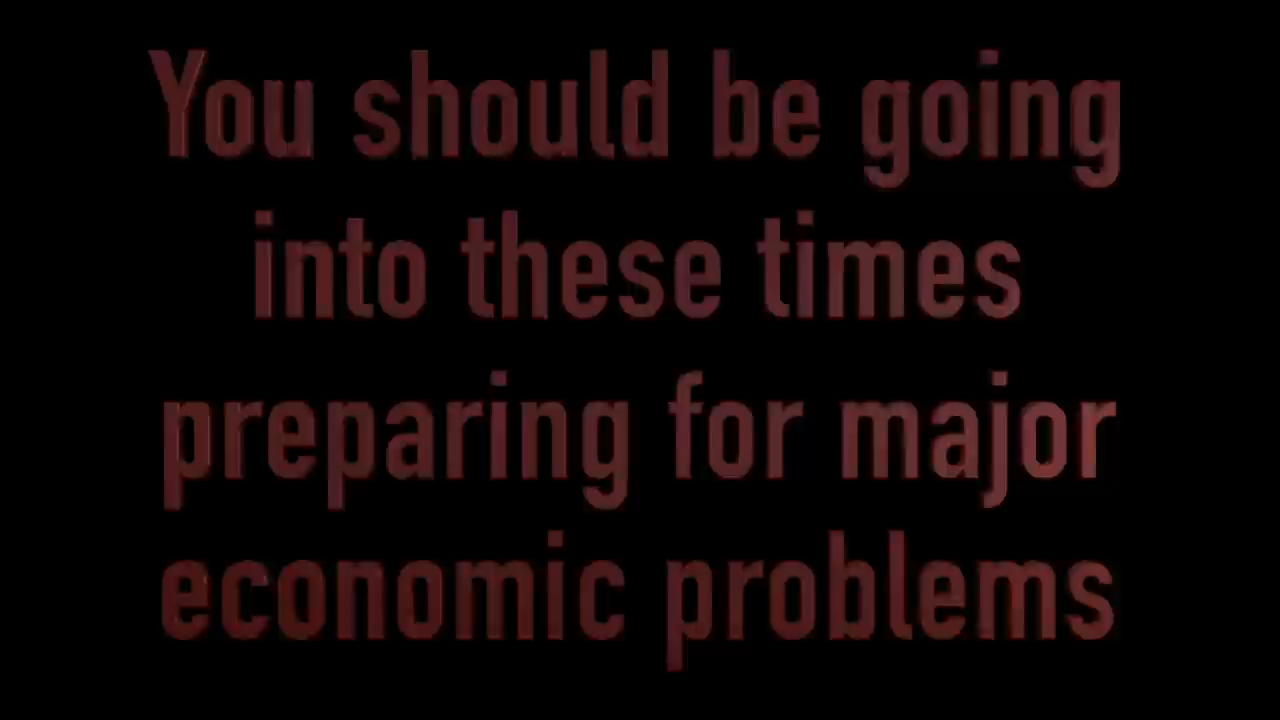 You should be going
into these times
preparing for major
economic problems